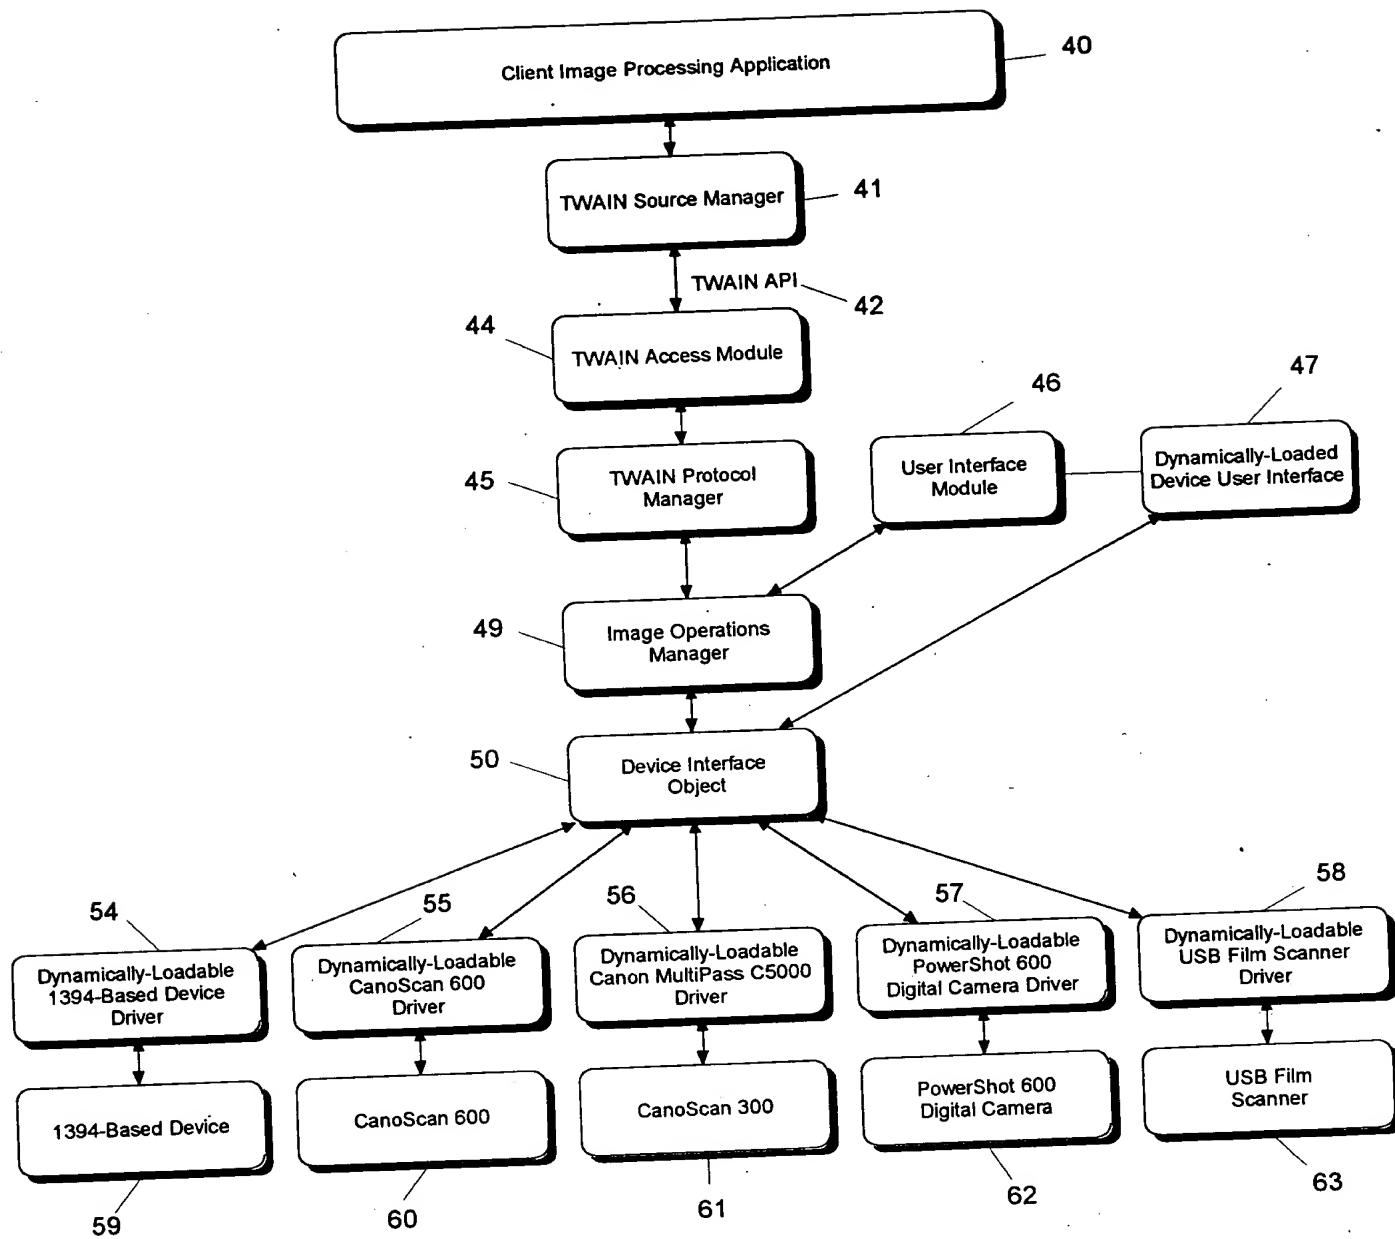 Client Image Processing Application
40
TWAIN Source Manager
41
TWAIN API
42
44
TWAIN Access Module
46
47
45
TWAIN Protocol
Manager
User Interface
Module
Dynamically-Loaded
Device User Interface
49
Image Operations
Manager
50
Device Interface
Object
54
55
56
57
58
Dynamically-Loadable
1394-Based Device
Driver
Dynamically-Loadable
CanoScan 600
Driver
Dynamically-Loadable
Canon MultiPass C5000
Driver
Dynamically-Loadable
PowerShot 600
Digital Camera Driver
Dynamically-Loadable
USB Film Scanner
Driver
1394-Based Device
CanoScan 600
CanoScan 300
PowerShot 600
Digital Camera
USB Film
Scanner
59
60
61
62
63